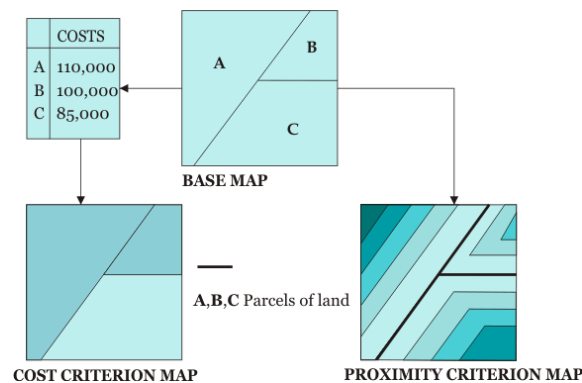 COSTS
A 110,000
B 100,000
C 85,000
A
B
C
BASE MAP
A,B,C Parcels of land
COST CRITERION MAP
PROXIMITY CRITERION MAP